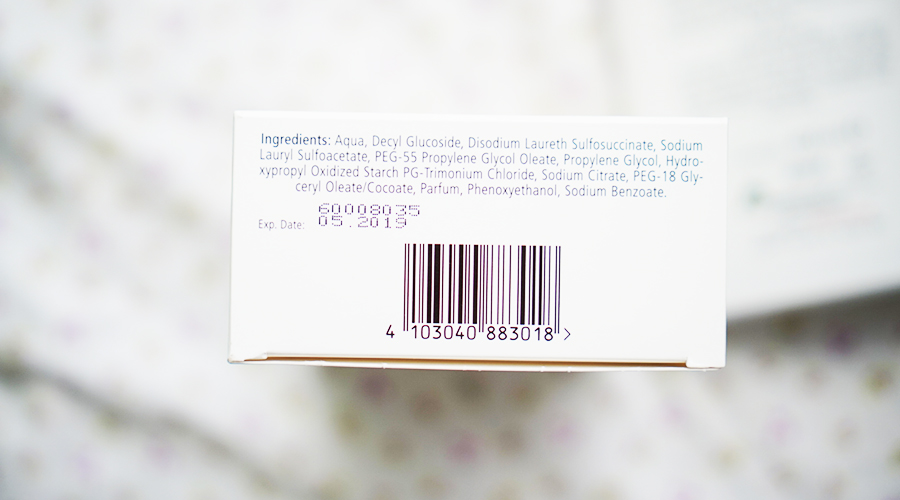 Ingredients: Aqua, Decyl Glucoside, Disodium Laureth Sulfosuccinate, Sodium
Lauryl Sulfoacetate, PEG-55 Propylene Glycol Oleate, Propylene Glycol, Hydro-
xypropyl Oxidized Starch PG-Trimonium Chloride, Sodium Citrate, PEG-18 Gly-
ceryl Oleate/Cocoate, Parfum, Phenoxyethanol, Sodium Benzoate.
60008035
Exp. Date: 05.2019
4 103040 883018 >